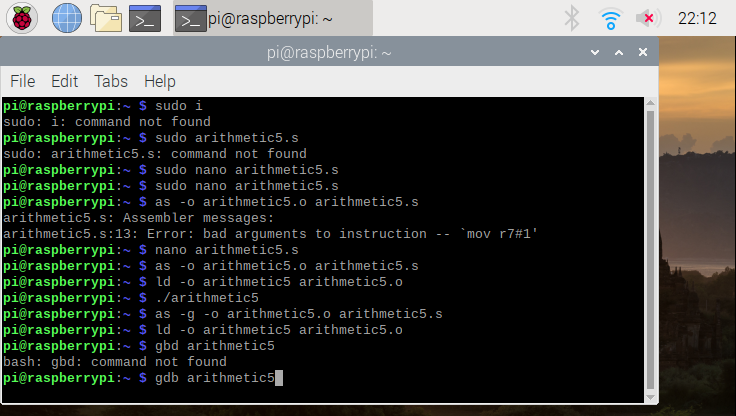 pi@raspberrypi: ~
22:12
pi@raspberrypi: ~
File Edit Tabs Help
pi@raspberrypi:~ $ sudo i
sudo: i: command not found
pi@raspberrypi:~ $ sudo arithmetic5.s
sudo: arithmetic5.s: command not found
pi@raspberrypi:~ $ sudo nano arithmetic5.s
pi@raspberrypi:~ $ sudo nano arithmetic5.s
pi@raspberrypi:~ $ as -o arithmetic5.o arithmetic5.s
arithmetic5.s: Assembler messages:
arithmetic5.s:13: Error: bad arguments to instruction -- `mov r7#1'
pi@raspberrypi:~ $ nano arithmetic5.s
pi@raspberrypi:~ $ as -o arithmetic5.o arithmetic5.s
pi@raspberrypi:~ $ ld -o arithmetic5 arithmetic5.o
pi@raspberrypi:~ $ ./arithmetic5
pi@raspberrypi:~ $ as -g -o arithmetic5.o arithmetic5.s
pi@raspberrypi:~ $ ld -o arithmetic5 arithmetic5.o
pi@raspberrypi:~ $ gbd arithmetic5
bash: gbd: command not found
pi@raspberrypi:~ $ gdb arithmetic5